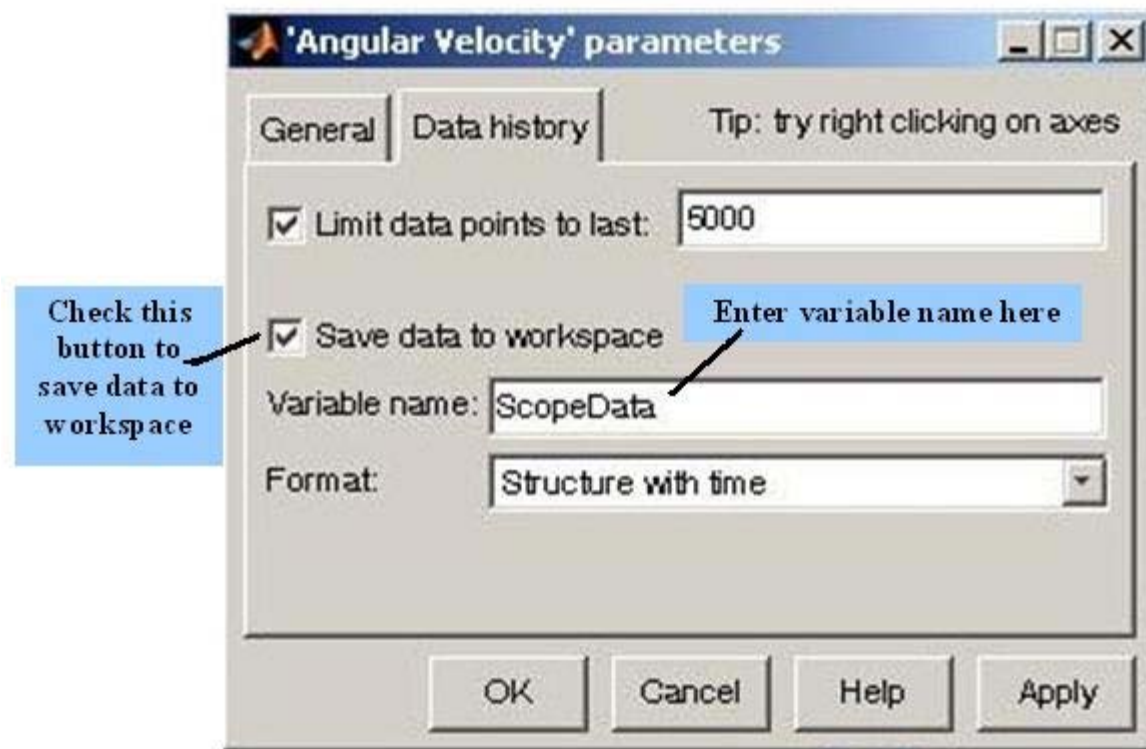 'Angular Velocity' parameters
General
Data history
Tip: try right clicking on axes
Limit data points to last:
5000
Check this
button to
save data to
workspace
Save data to workspace
Enter variable name here
Variable name:
ScopeData
Format:
Structure with time
OK
Cancel
Help
Apply